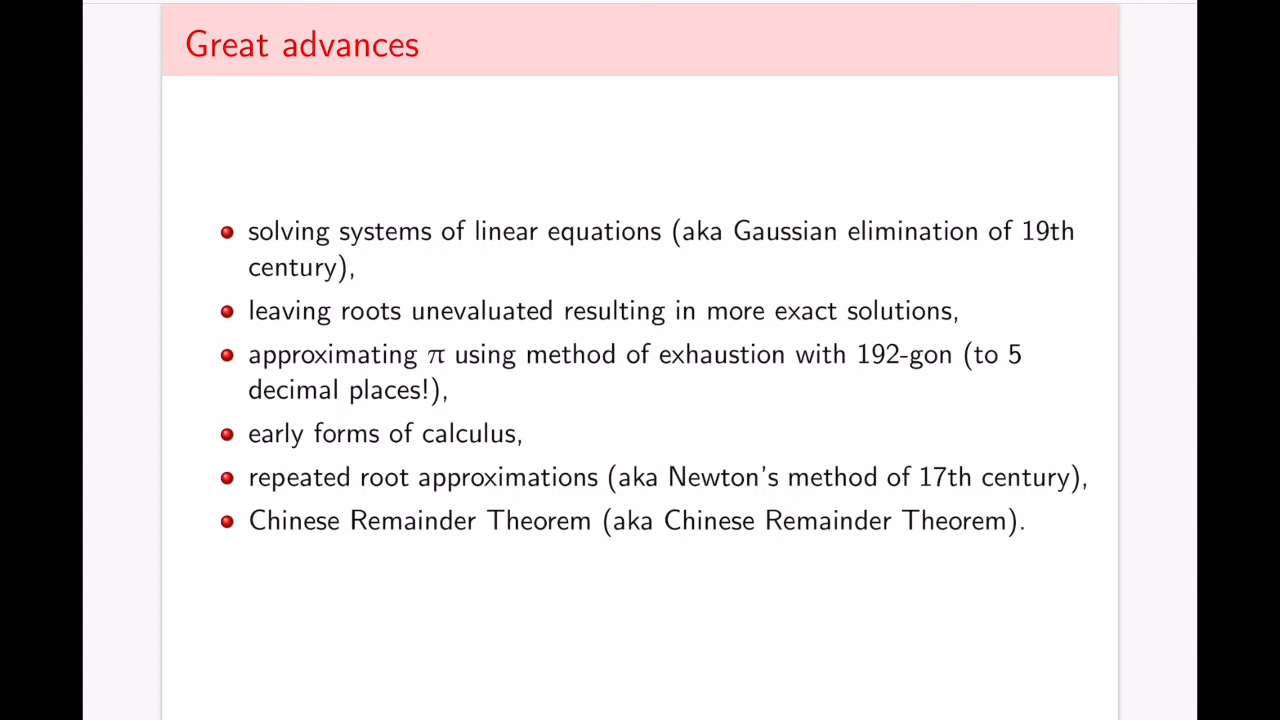 Great advances
solving systems of linear equations (aka Gaussian elimination of 19th
century),
leaving roots unevaluated resulting in more exact solutions,
approximating π using method of exhaustion with 192-gon (to 5
decimal places!),
early forms of calculus,
repeated root approximations (aka Newton's method of 17th century),
Chinese Remainder Theorem (aka Chinese Remainder Theorem).